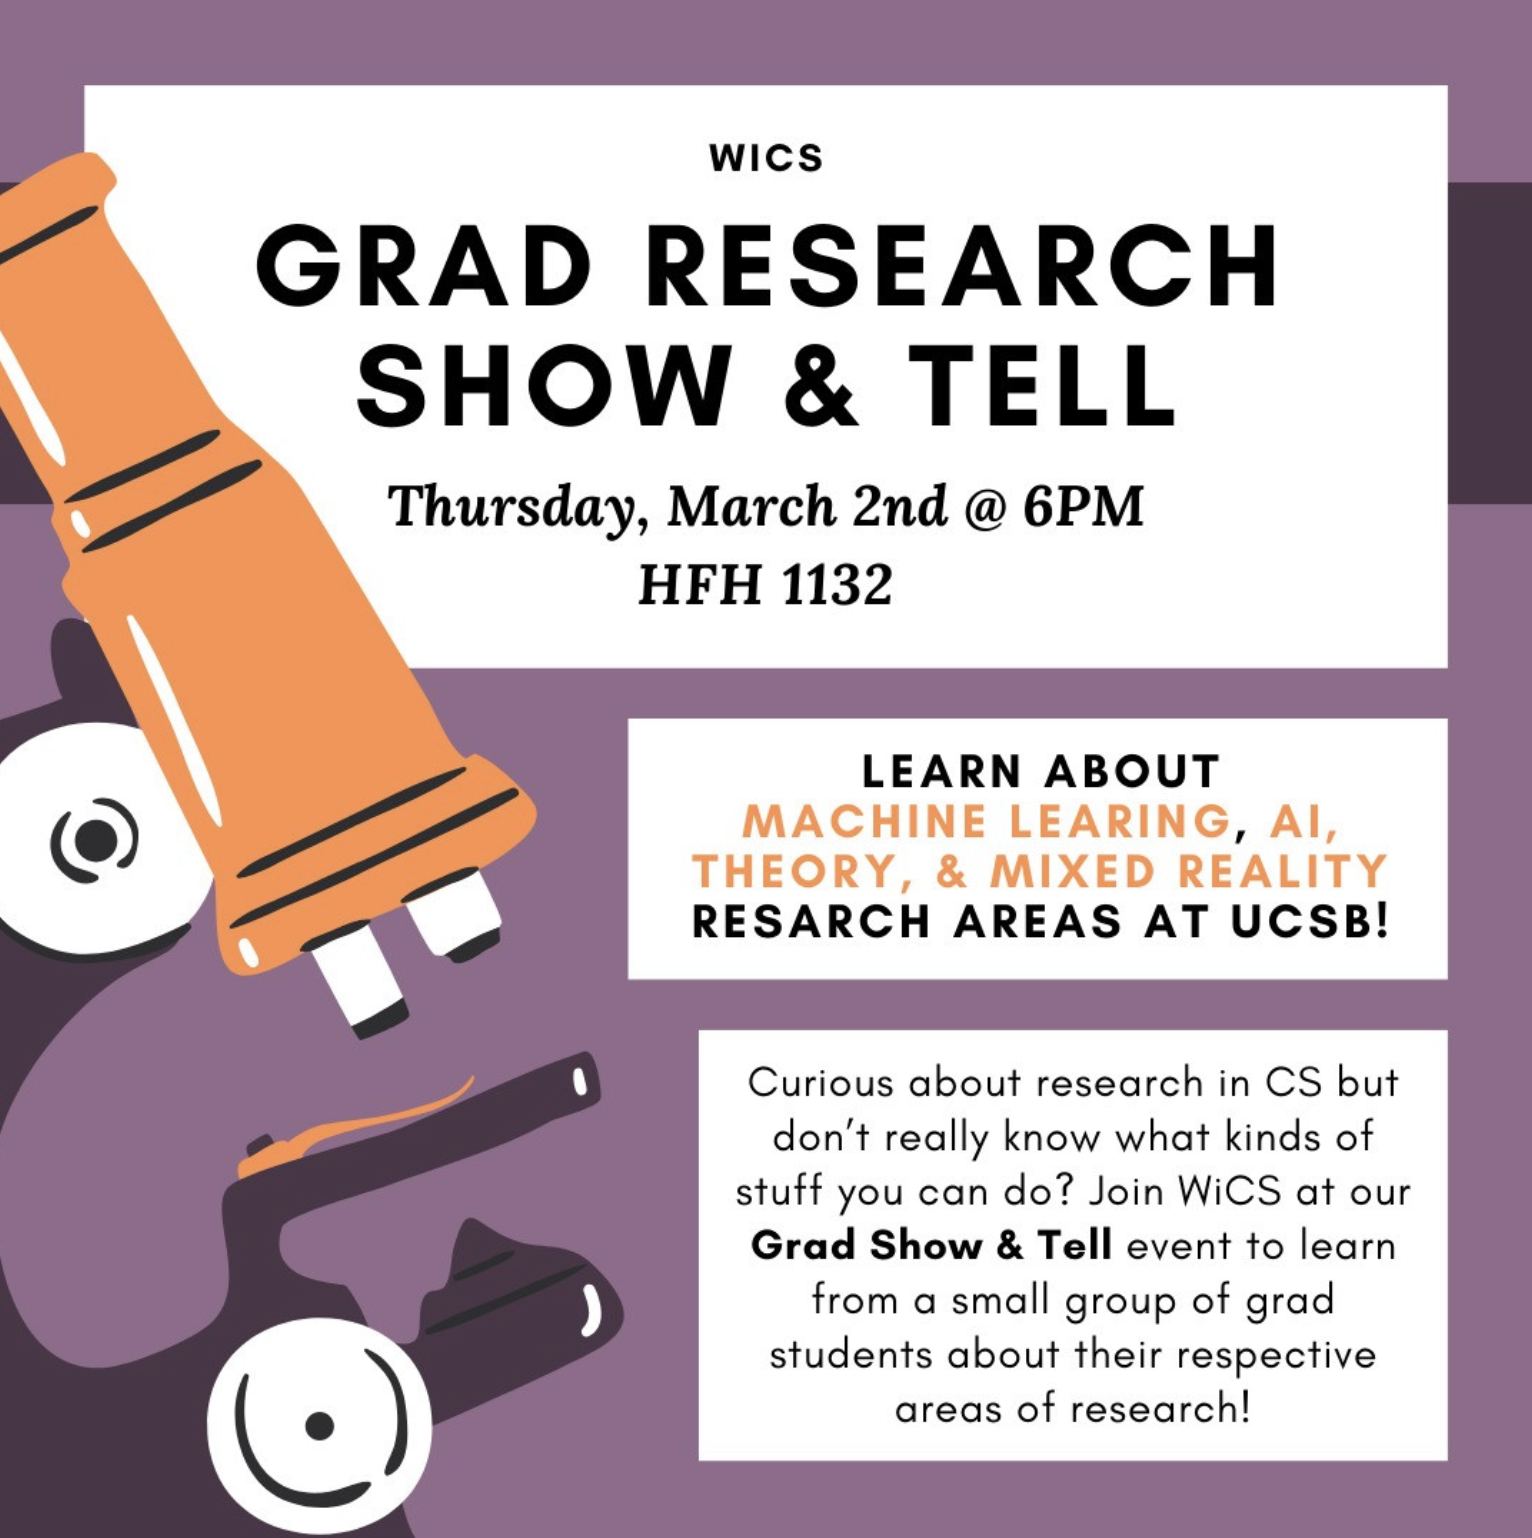 WICS
GRAD RESEARCH
SHOW & TELL
Thursday, March 2nd @ 6PM
HFH 1132
LEARN ABOUT
MACHINE LEARING, AI,
THEORY, & MIXED REALITY
RESARCH AREAS AT UCSB!
Curious about research in CS but
don't really know what kinds of
stuff you can do? Join WiCS at our
Grad Show & Tell event to learn
from a small group of grad
students about their respective
areas of research!